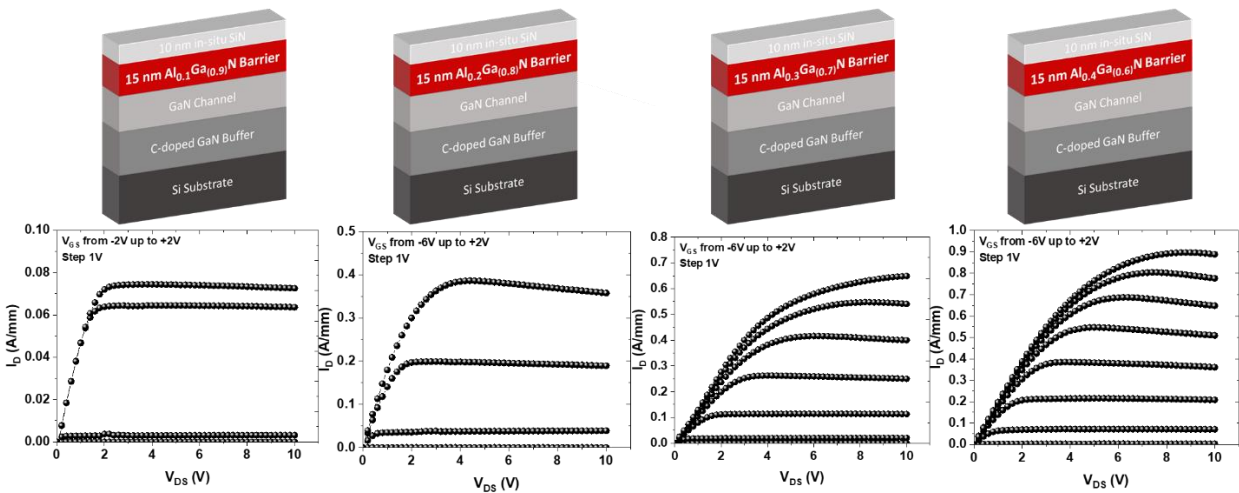 10 nm in-situ SiN
15 nm Al0.1Ga(0.9)N Barrier
GaN Channel
C-doped GaN Buffer
Si Substrate
10 nm in-situ SiN
15 nm Al0.2Ga(0.8)N Barrier
GaN Channel
C-doped GaN Buffer
Si Substrate
10 nm in-situ SiN
15 nm Al0.3Ga(0.7)N Barrier
GaN Channel
C-doped GaN Buffer
Si Substrate
10 nm in-situ SiN
15 nm Al0.4Ga(0.6)N Barrier
GaN Channel
C-doped GaN Buffer
Si Substrate
VGS from -2V up to +2V
Step 1V
ID (A/mm)
0.10
0.08
0.06
0.04
0.02
0.00
0 2 4 6 8 10
VDS (V)
VGS from -6V up to +2V
Step 1V
ID (A/mm)
0.5
0.4
0.3
0.2
0.1
0.0
0 2 4 6 8 10
VDS (V)
VGS from -6V up to +2V
Step 1V
ID (A/mm)
0.8
0.7
0.6
0.5
0.4
0.3
0.2
0.1
0.0
0 2 4 6 8 10
VDS (V)
VGS from -6V up to +2V
Step 1V
ID (A/mm)
1.0
0.9
0.8
0.7
0.6
0.5
0.4
0.3
0.2
0.1
0.0
0 2 4 6 8 10
VDS (V)